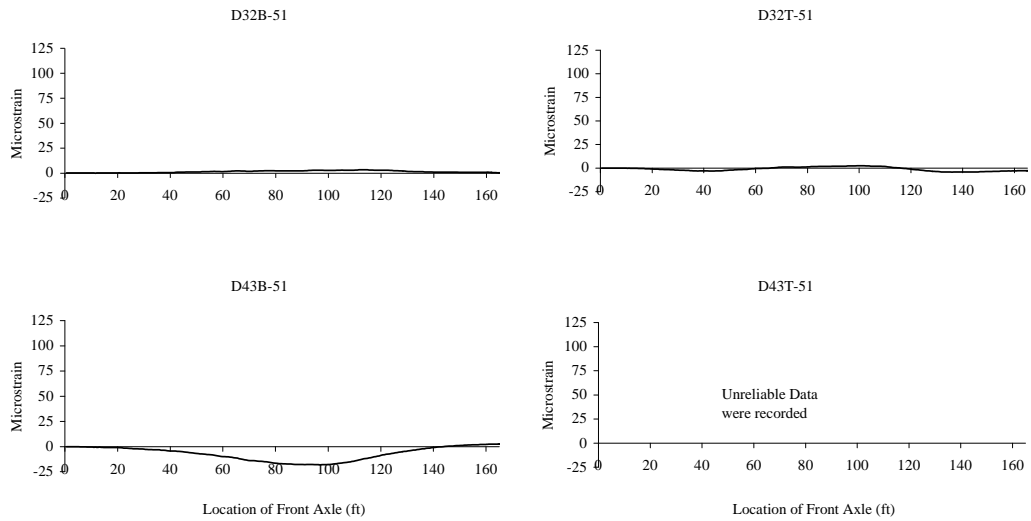 D32B-51
125
100
75
50
25
0
-25
Microstrain
0 20 40 60 80 100 120 140 160
D32T-51
125
100
75
50
25
0
-25
Microstrain
0 20 40 60 80 100 120 140 160
D43B-51
125
100
75
50
25
0
-25
Microstrain
0 20 40 60 80 100 120 140 160
Location of Front Axle (ft)
D43T-51
125
100
75
50
25
0
-25
Microstrain
Unreliable Data
were recorded
0 20 40 60 80 100 120 140 160
Location of Front Axle (ft)